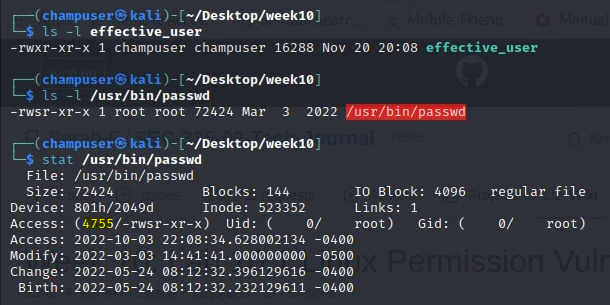 ┌──(champuser㉿kali)-[~/Desktop/week10]
└─$ ls -l effective_user
-rwxr-xr-x 1 champuser champuser 16288 Nov 20 20:08 effective_user
┌──(champuser㉿kali)-[~/Desktop/week10]
└─$ ls -l /usr/bin/passwd
-rwsr-xr-x 1 root root 72424 Mar  3  2022 /usr/bin/passwd
┌──(champuser㉿kali)-[~/Desktop/week10]
└─$ stat /usr/bin/passwd
  File: /usr/bin/passwd
  Size: 72424           Blocks: 144        IO Block: 4096   regular file
Device: 801h/2049d      Inode: 523352      Links: 1
Access: (4755/-rwsr-xr-x)  Uid: (    0/    root)   Gid: (    0/    root)
Access: 2022-10-03 22:08:34.628002134 -0400
Modify: 2022-03-03 14:41:41.000000000 -0500
Change: 2022-05-24 08:12:32.396129616 -0400
 Birth: 2022-05-24 08:12:32.232129611 -0400